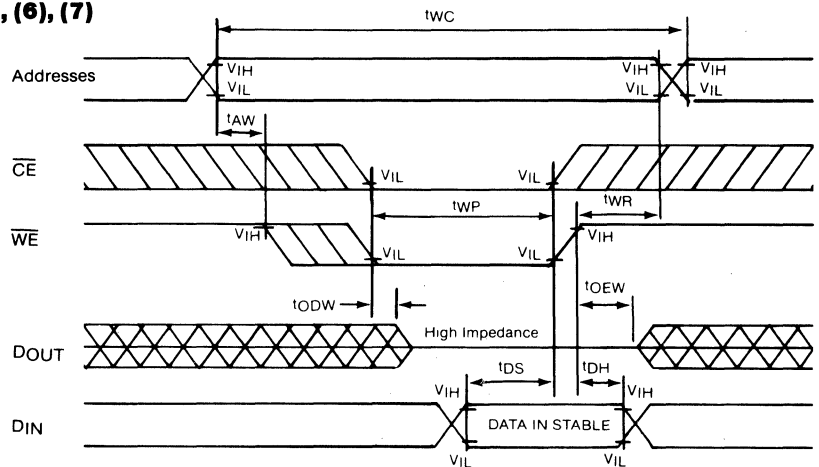 , (6), (7)
tWC
Addresses
VIH
VIL
VIH
VIL
VIH
VIL
tAW
CE
VIL
VIL
tWP
tWR
WE
VIH
VIL
VIL
VIH
tODW
tOEW
DOUT
High Impedance
tDS
tDH
VIH
VIH
DIN
DATA IN STABLE
VIL
VIL